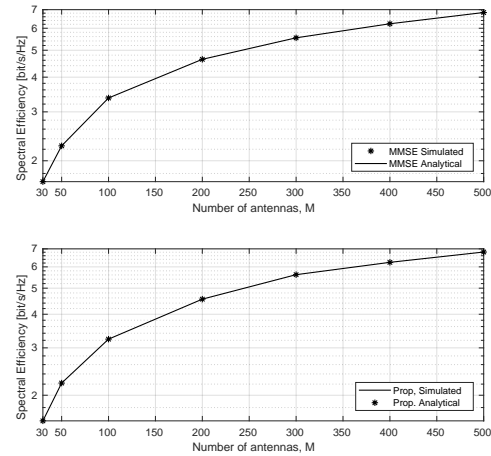 7
6
5
4
3
2
Spectral Efficiency [bit/s/Hz]
MMSE Simulated
MMSE Analytical
30 50 100 150 200 250 300 350 400 450 500
Number of antennas, M
7
6
5
4
3
2
Spectral Efficiency [bit/s/Hz]
Prop, Simulated
Prop. Analytical
30 50 100 150 200 250 300 350 400 450 500
Number of antennas, M